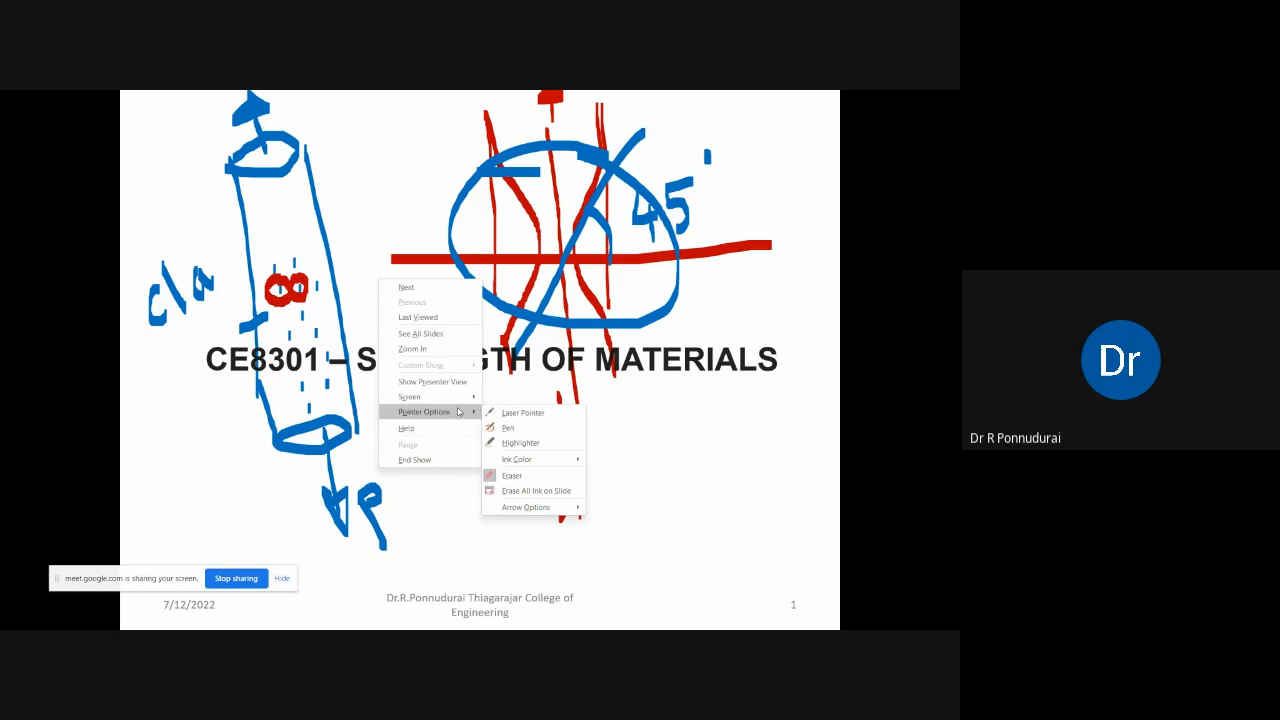 45°
c/a
8
CE8301 – S GTH OF MATERIALS
Next
Previous
Last Viewed
See All Slides
Zoom In
Custom Show
Show Presenter View
Screen
Pointer Options
Help
Pause
End Show
Laser Pointer
Pen
Highlighter
Ink Color
Eraser
Erase All Ink on Slide
Arrow Options
P
meet.google.com is sharing your screen. Stop sharing Hide
7/12/2022
Dr.R.Ponnudurai Thiagarajar College of
Engineering
1
Dr
Dr R Ponnudurai